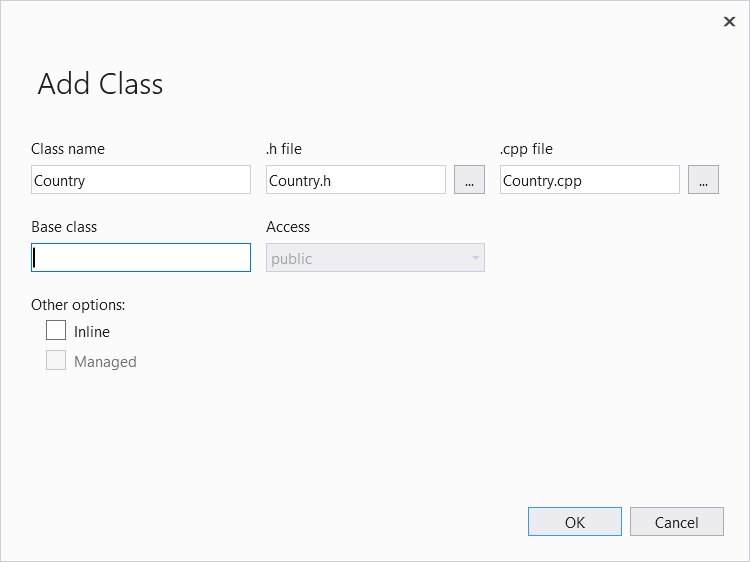 Add Class
Class name .h file .cpp file
Country Country.h ... Country.cpp ...
Base class Access
public
Other options:
Inline
Managed
OK Cancel